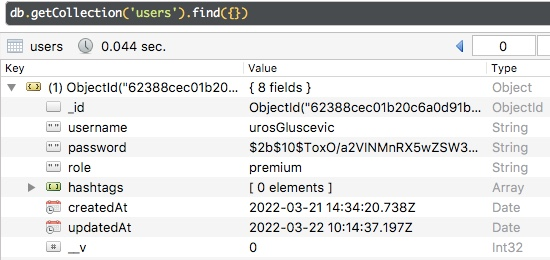 db.getCollection('users').find({})
users 0.044 sec. 0
Key Value Type
(1) ObjectId("62388cec01b20... { 8 fields } Object
_id ObjectId("62388cec01b20c6a0d91b... ObjectId
username urosGluscevic String
password $2b$10$ToxO/a2VlNMnRX5wZSW3... String
role premium String
hashtags [ 0 elements ] Array
createdAt 2022-03-21 14:34:20.738Z Date
updatedAt 2022-03-22 10:14:37.197Z Date
__v 0 Int32